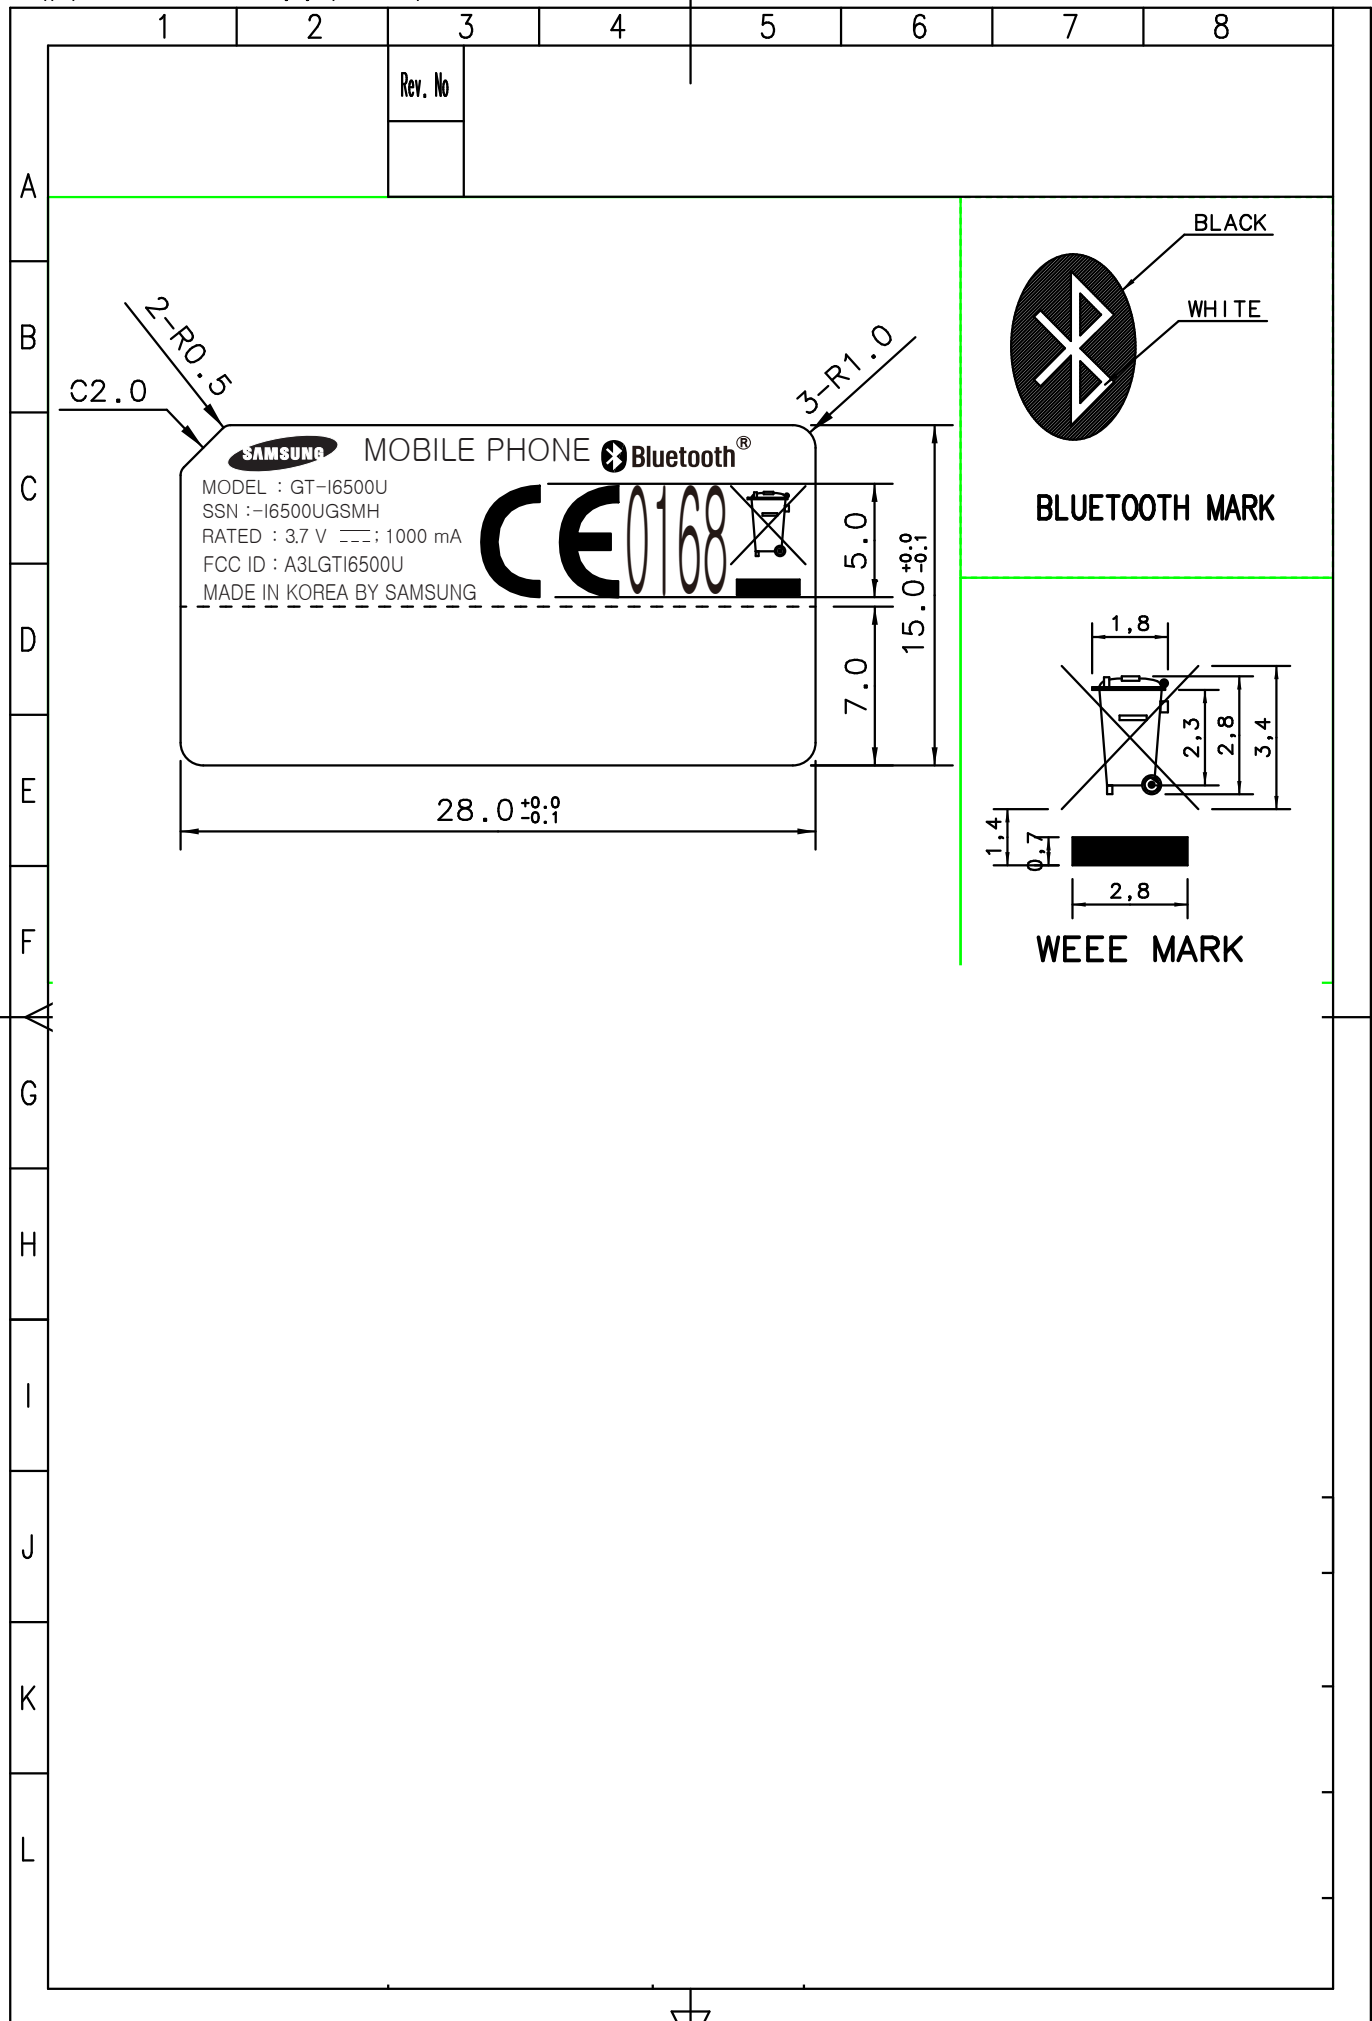 1 2 3 4 5 6 7 8
Rev. No
A
B
C
D
E
F
G
H
I
J
K
L
2-R0.5
C2.0
3-R1.0
SAMSUNG MOBILE PHONE Bluetooth®
MODEL : GT-I6500U
SSN :-I6500UGSMH
RATED : 3.7 V ; 1000 mA
FCC ID : A3LGTI6500U
MADE IN KOREA BY SAMSUNG
CE0168
5.0
7.0
15.0 +0.0 -0.1
28.0 +0.0 -0.1
BLACK
WHITE
BLUETOOTH MARK
1,8
2,3
2,8
3,4
1,4
0,7
2,8
WEEE MARK